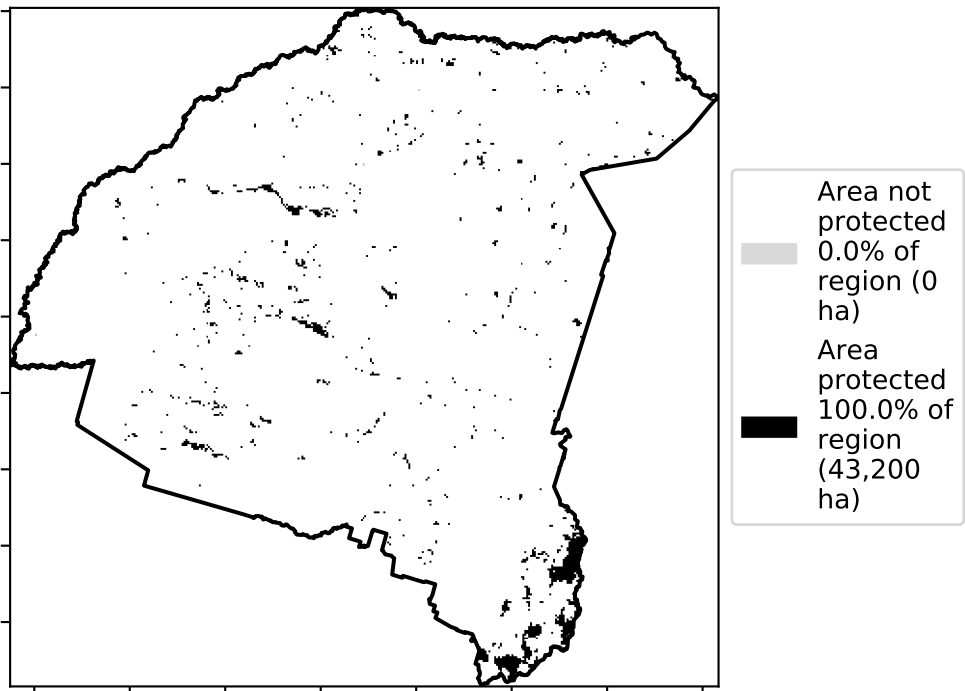 Area not
protected
0.0% of
region (0
ha)
Area
protected
100.0% of
region
(43,200
ha)